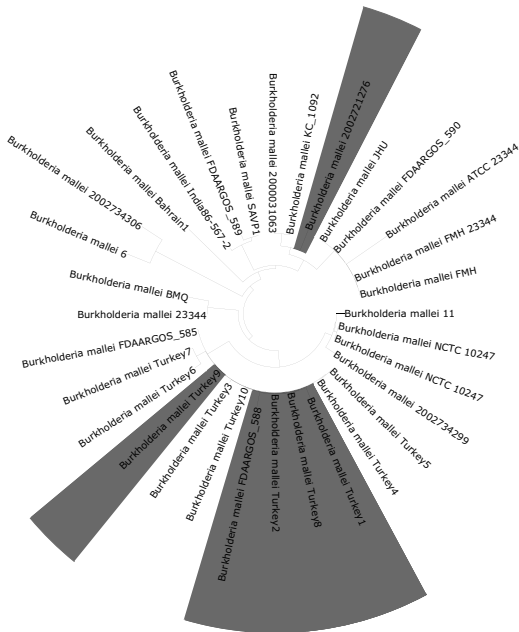 Burkholderia mallei 2002721276
Burkholderia mallei JHU
Burkholderia mallei FDAARGOS_590
Burkholderia mallei ATCC 23344
Burkholderia mallei FMH 23344
Burkholderia mallei FMH
Burkholderia mallei 11
Burkholderia mallei NCTC 10247
Burkholderia mallei NCTC 10247
Burkholderia mallei 2002734299
Burkholderia mallei Turkey5
Burkholderia mallei Turkey4
Burkholderia mallei Turkey1
Burkholderia mallei Turkey8
Burkholderia mallei Turkey2
Burkholderia mallei FDAARGOS_588
Burkholderia mallei Turkey10
Burkholderia mallei Turkey3
Burkholderia mallei Turkey9
Burkholderia mallei Turkey6
Burkholderia mallei Turkey7
Burkholderia mallei FDAARGOS_585
Burkholderia mallei 23344
Burkholderia mallei BMQ
Burkholderia mallei 6
Burkholderia mallei 2002734306
Burkholderia mallei Bahrain1
Burkholderia mallei India86-567-2
Burkholderia mallei FDAARGOS_589
Burkholderia mallei SAVP1
Burkholderia mallei 2000031063
Burkholderia mallei KC_1092